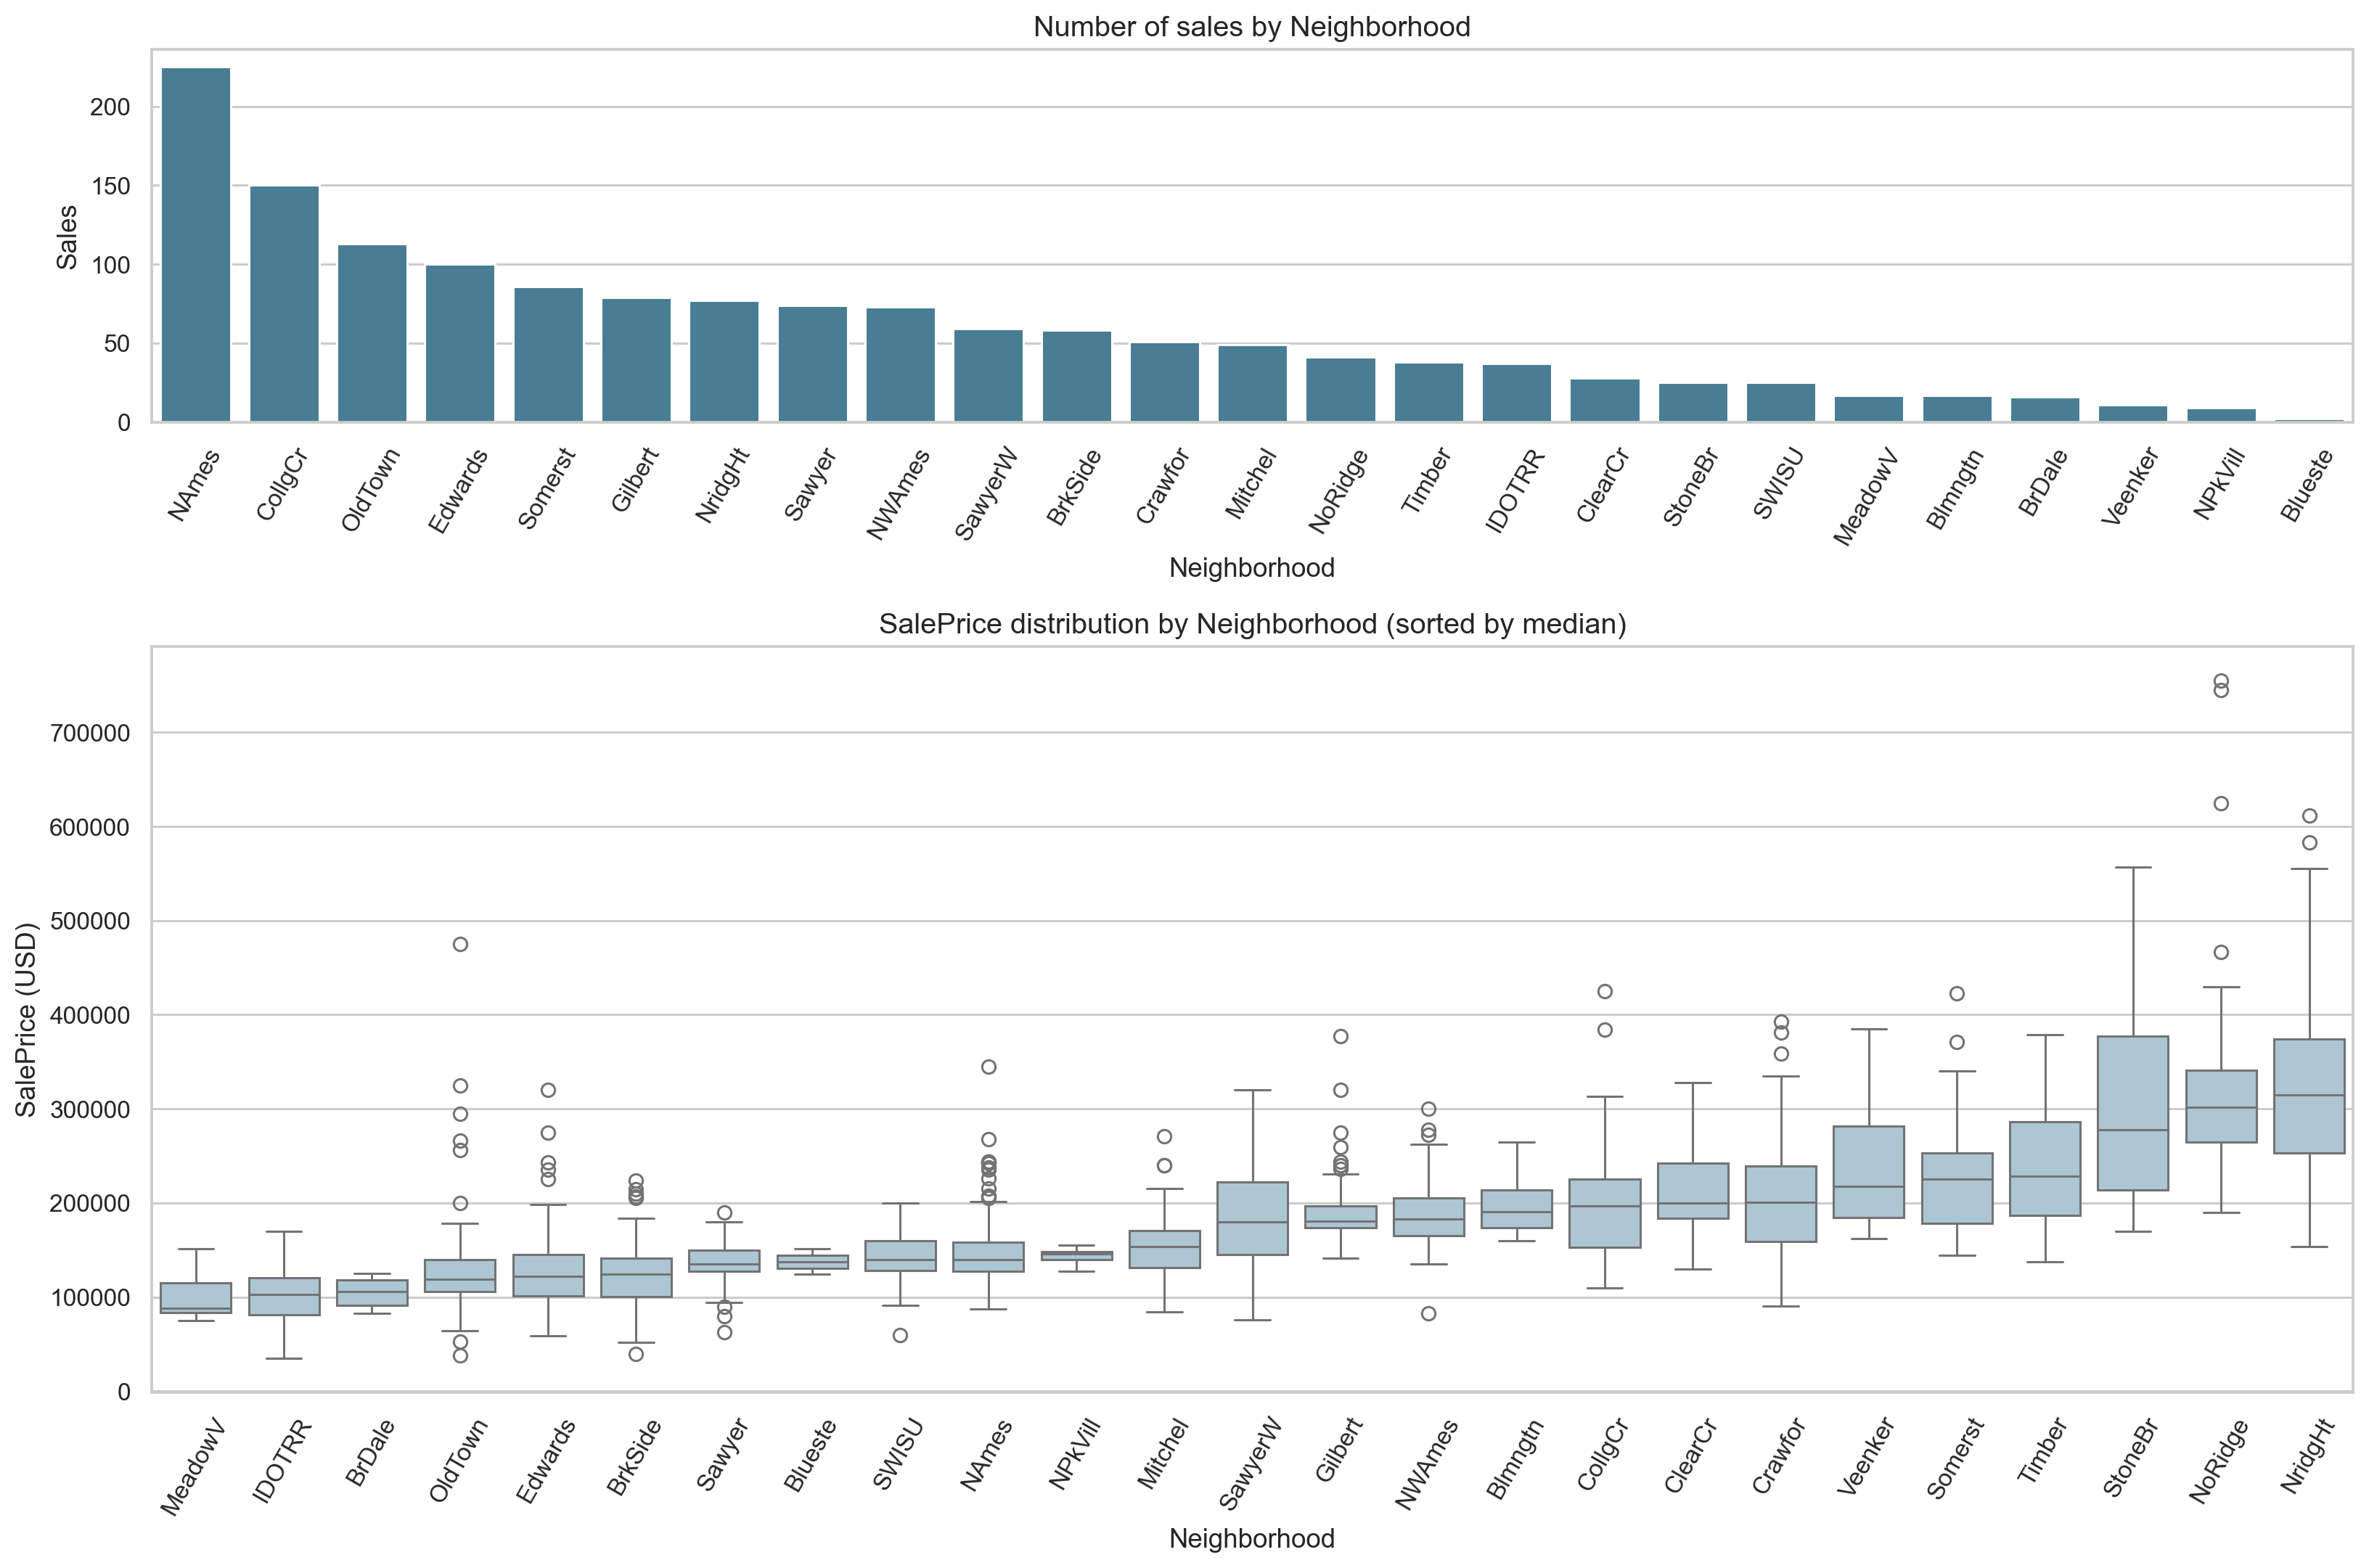 Number of sales by Neighborhood
Sales
200
150
100
50
0
NAmes
CollgCr
OldTown
Edwards
Somerst
Gilbert
NridgHt
Sawyer
NWAmes
SawyerW
BrkSide
Crawfor
Mitchel
NoRidge
Timber
IDOTRR
ClearCr
StoneBr
SWISU
MeadowV
Blmngtn
BrDale
Veenker
NPkVill
Blueste
Neighborhood
SalePrice distribution by Neighborhood (sorted by median)
SalePrice (USD)
700000
600000
500000
400000
300000
200000
100000
0
MeadowV
IDOTRR
BrDale
OldTown
Edwards
BrkSide
Sawyer
Blueste
SWISU
NAmes
NPkVill
Mitchel
SawyerW
Gilbert
NWAmes
Blmngtn
CollgCr
ClearCr
Crawfor
Veenker
Somerst
Timber
StoneBr
NoRidge
NridgHt
Neighborhood